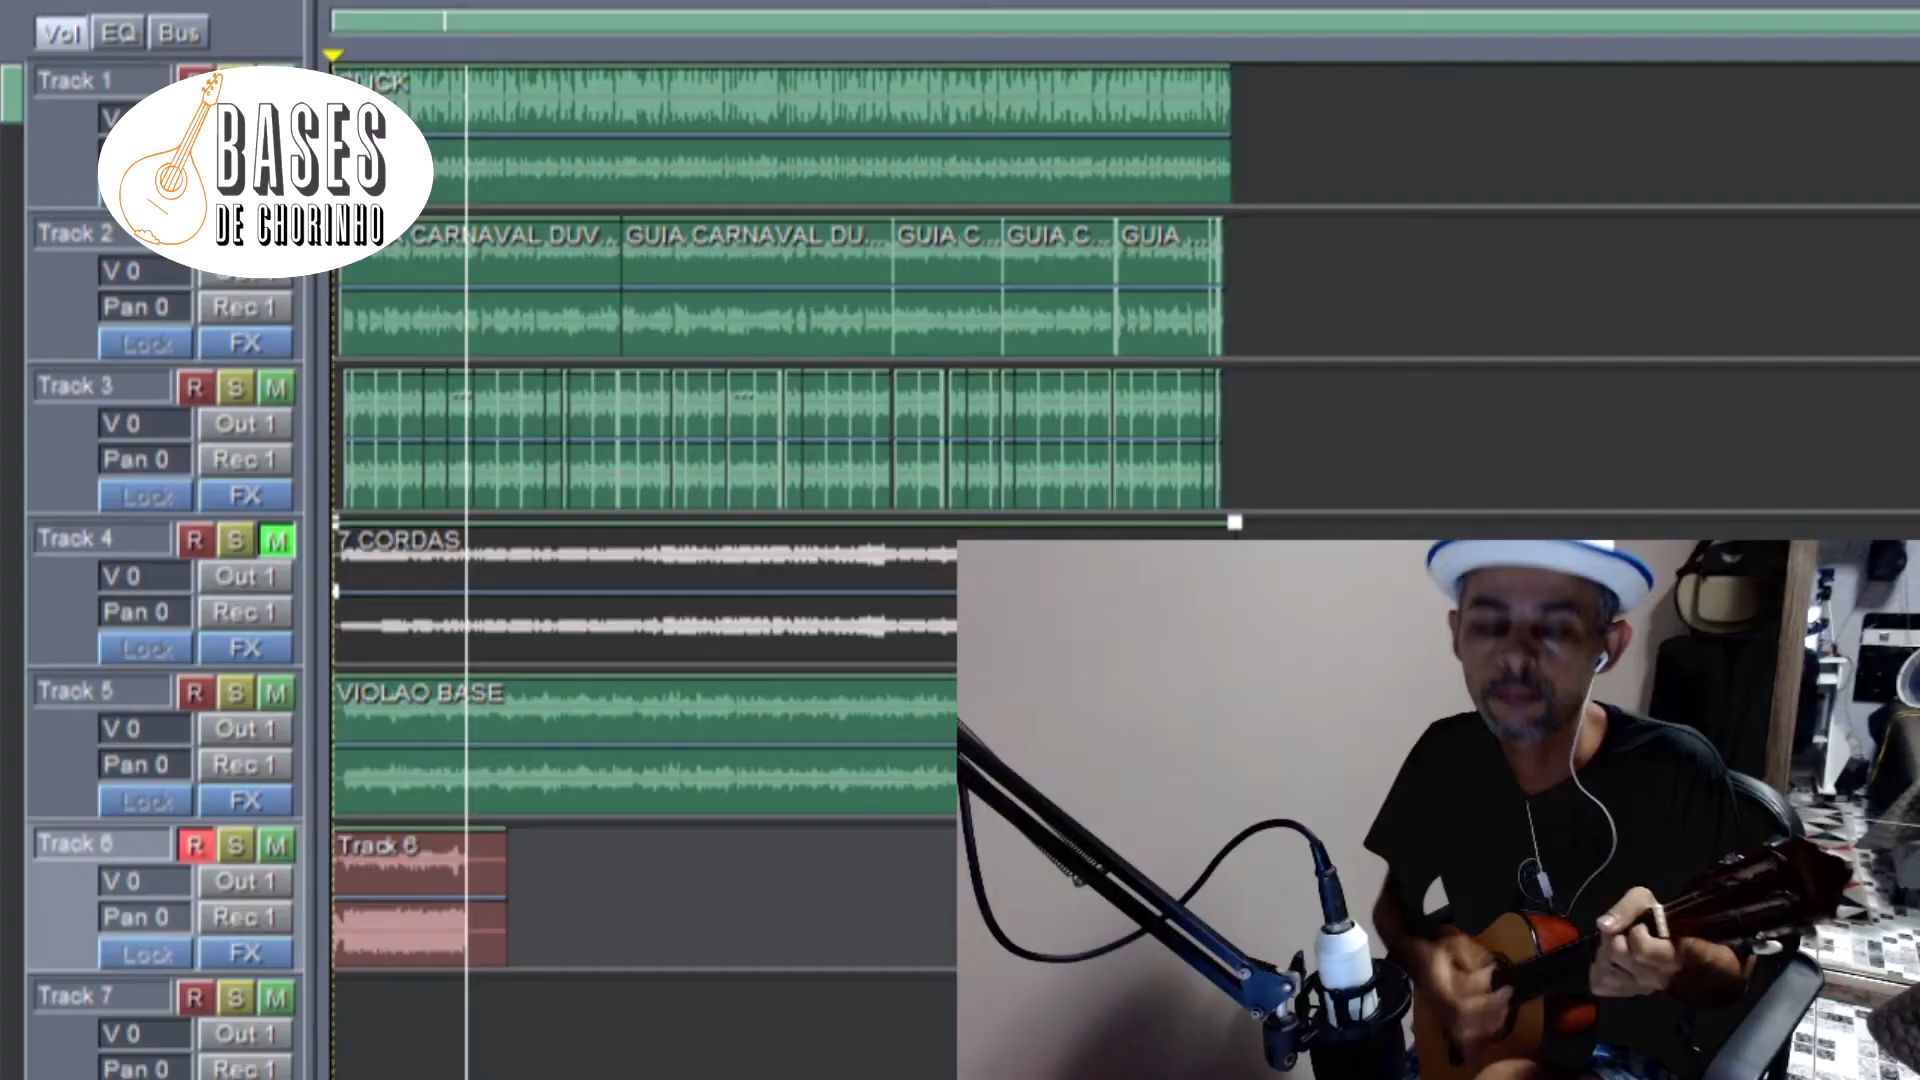 Vol EQ Bus
Track 1
BASES
DE CHORINHO
Track 2
CARNAVAL DUV...
GUIA CARNAVAL DU...
GUIA C...
GUIA C...
GUIA ...
V 0
Pan 0 Rec 1
Lock FX
Track 3 R S M
V 0 Out 1
Pan 0 Rec 1
Lock FX
Track 4 R S M
7 CORDAS
V 0 Out 1
Pan 0 Rec 1
Lock FX
Track 5 R S M
VIOLAO BASE
V 0 Out 1
Pan 0 Rec 1
Lock FX
Track 6 R S M
Track 6
V 0 Out 1
Pan 0 Rec 1
Lock FX
Track 7 R S M
V 0 Out 1
Pan 0 Rec 1